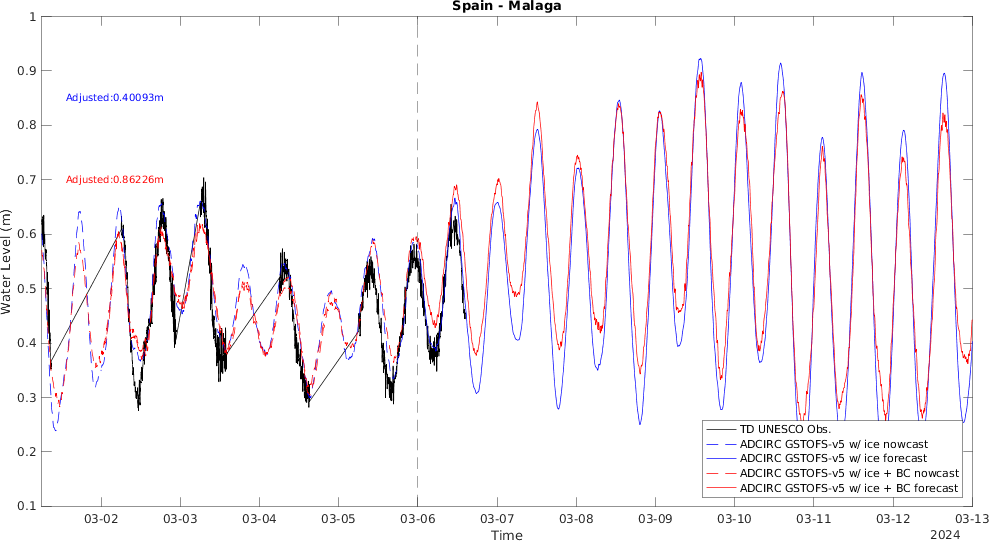 Spain - Malaga
1
0.9
0.8
0.7
0.6
0.5
0.4
0.3
0.2
0.1
Water Level (m)
Adjusted:0.40093m
Adjusted:0.86226m
TD UNESCO Obs.
ADCIRC GSTOFS-v5 w/ ice nowcast
ADCIRC GSTOFS-v5 w/ ice forecast
ADCIRC GSTOFS-v5 w/ ice + BC nowcast
ADCIRC GSTOFS-v5 w/ ice + BC forecast
03-02 03-03 03-04 03-05 03-06 03-07 03-08 03-09 03-10 03-11 03-12 03-13
Time 2024